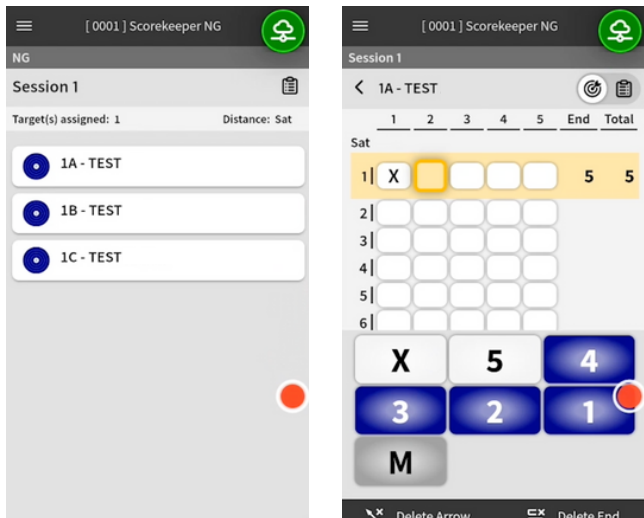 [ 0001 ] Scorekeeper NG
NG
Session 1
Target(s) assigned: 1 Distance: Sat
1A - TEST
1B - TEST
1C - TEST
[ 0001 ] Scorekeeper NG
Session 1
1A - TEST
1 2 3 4 5 End Total
Sat
1 X 5 5
2
3
4
5
6
X 5 4
3 2 1
M
Delete Arrow Delete End